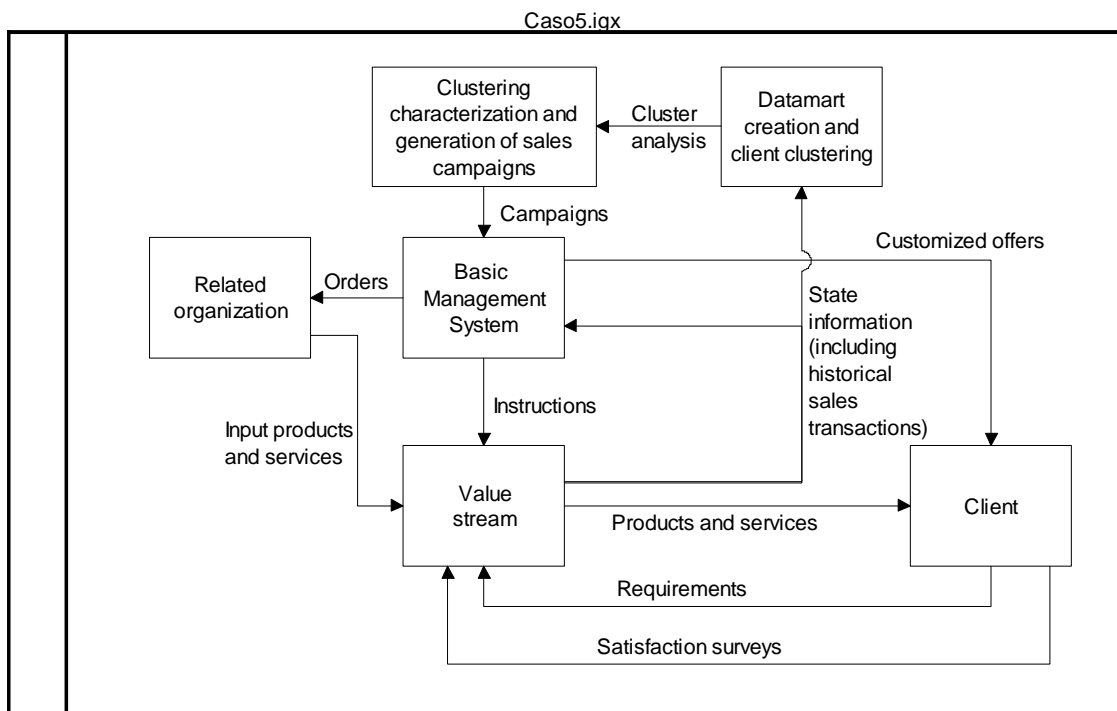 Caso5.igx
Clustering
characterization and
generation of sales
campaigns
Cluster
analysis
Datamart
creation and
client clustering
Campaigns
Customized offers
Related
organization
Orders
Basic
Management
System
State
information
(including
historical
sales
transactions)
Instructions
Input products
and services
Value
stream
Products and services
Client
Requirements
Satisfaction surveys